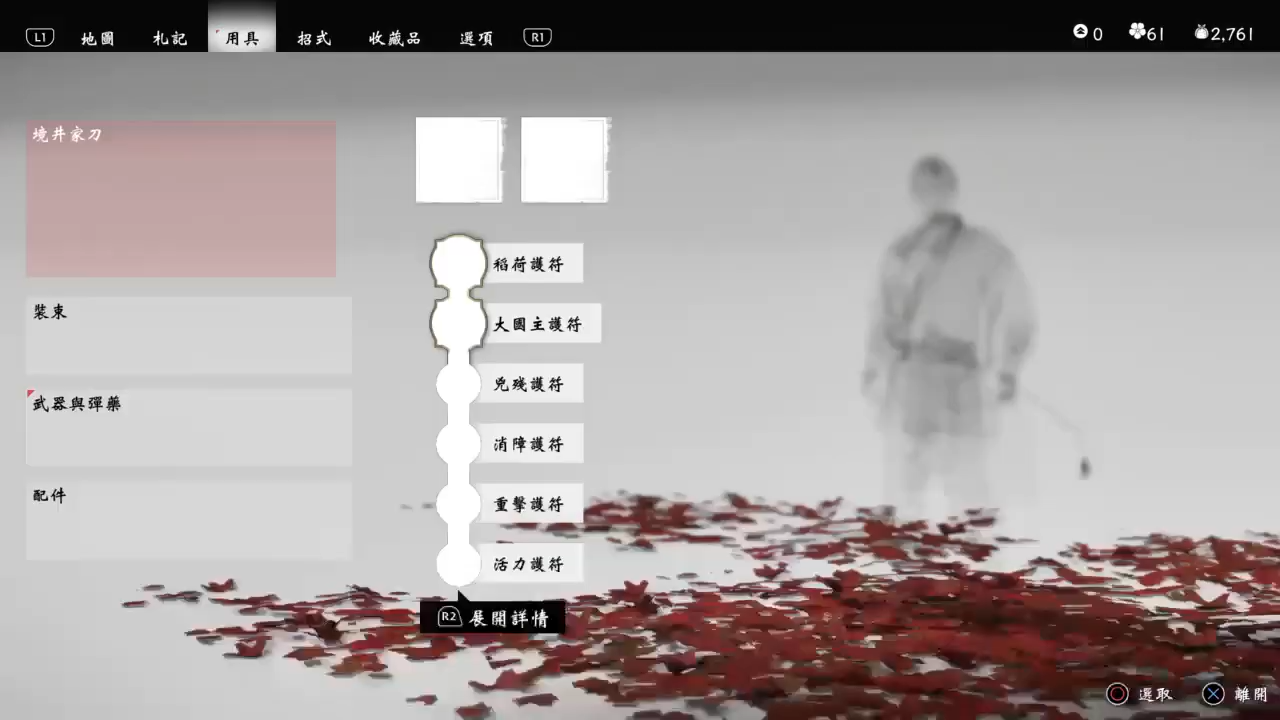 L1 地圖 札記 用具 招式 收藏品 選項 R1
0 61 2,761
境井家刀
裝束
武器與彈藥
配件
稻荷護符
大國主護符
兇殘護符
消障護符
重擊護符
活力護符
R2 展開詳情
選取 離開